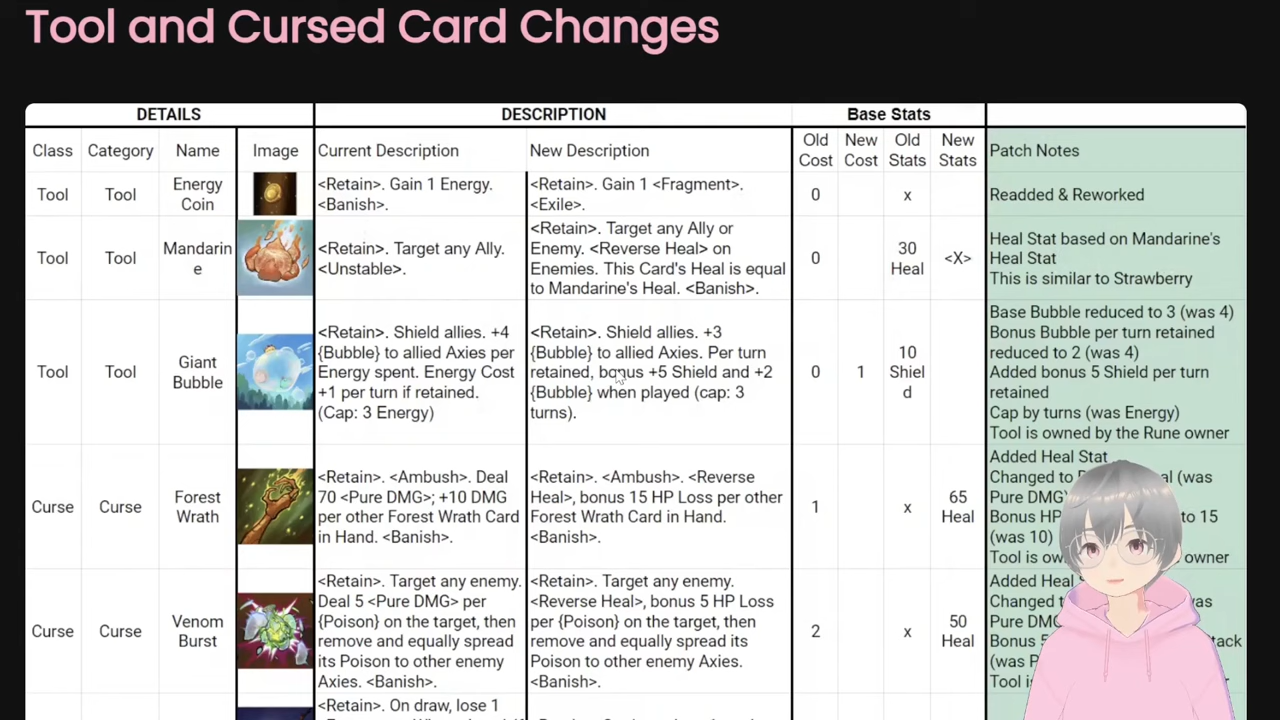 Tool and Cursed Card Changes
DETAILS DESCRIPTION Base Stats
Class Category Name Image Current Description New Description Old Cost New Cost Old Stats New Stats Patch Notes
Tool Tool Energy Coin
<Retain>. Gain 1 Energy.
<Banish>.
<Retain>. Gain 1 <Fragment>.
<Exile>.
0 x Readded & Reworked
Tool Tool Mandarin
e
<Retain>. Target any Ally.
<Unstable>.
<Retain>. Target any Ally or
Enemy. <Reverse Heal> on
Enemies. This Card's Heal is equal
to Mandarine's Heal. <Banish>.
0 30 Heal <X>
Heal Stat based on Mandarine's
Heal Stat
This is similar to Strawberry
Tool Tool Giant Bubble
<Retain>. Shield allies. +4
{Bubble} to allied Axies per
Energy spent. Energy Cost
+1 per turn if retained.
(Cap: 3 Energy)
<Retain>. Shield allies. +3
{Bubble} to allied Axies. Per turn
retained, bonus +5 Shield and +2
{Bubble} when played (cap: 3
turns).
0 1 10
Shiel
d
Base Bubble reduced to 3 (was 4)
Bonus Bubble per turn retained
reduced to 2 (was 4)
Added bonus 5 Shield per turn
retained
Cap by turns (was Energy)
Tool is owned by the Rune owner
Curse Curse Forest Wrath
<Retain>. <Ambush>. Deal
70 <Pure DMG>; +10 DMG
per other Forest Wrath Card
in Hand. <Banish>.
<Retain>. <Ambush>. <Reverse
Heal>, bonus 15 HP Loss per other
Forest Wrath Card in Hand.
<Banish>.
1 x 65 Heal
Added Heal Stat
Changed to (was
Pure DMG)
Bonus HP to 15
(was 10)
Tool is owner
Curse Curse Venom Burst
<Retain>. Target any enemy.
Deal 5 <Pure DMG> per
{Poison} on the target, then
remove and equally spread
its Poison to other enemy
Axies. <Banish>.
<Retain>. Target any enemy.
<Reverse Heal>, bonus 5 HP Loss
per {Poison} on the target, then
remove and equally spread its
Poison to other enemy Axies.
<Banish>.
2 x 50 Heal
Added Heal
Changed
Pure
Bonus 5
(was
Tool
<Retain>. On draw, lose 1